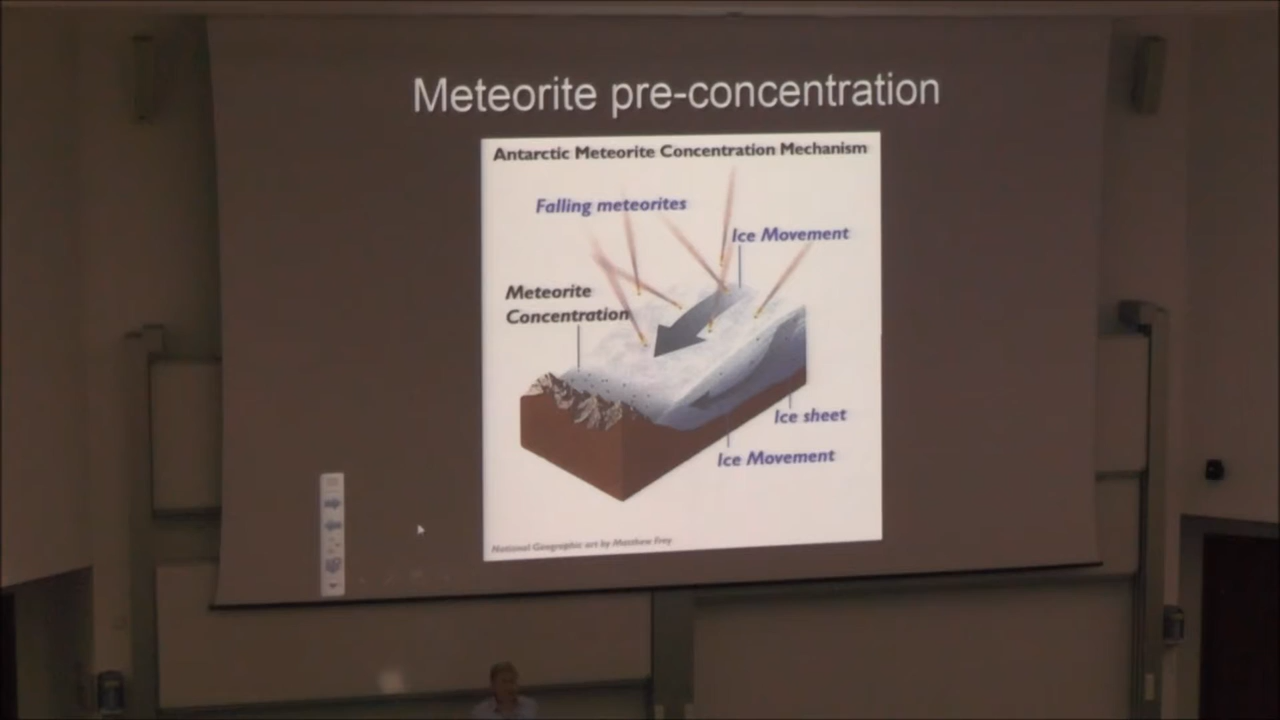 Meteorite pre-concentration
Antarctic Meteorite Concentration Mechanism
Falling meteorites
Ice Movement
Meteorite
Concentration
Ice sheet
Ice Movement
National Geographic art by Matthew Frey